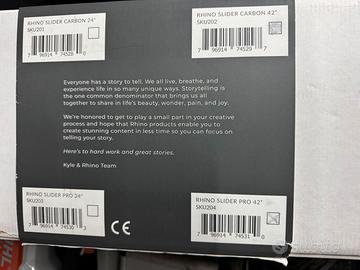 RHINO SLIDER CARBON 24"
SKU201
7 96914 74528 0
RHINO SLIDER CARBON 42"
SKU202
7 96914 74529 7
Everyone has a story to tell. We all live, breathe, and
experience life in so many unique ways. Storytelling is
the one common denominator that brings us all
together to share in life's beauty, wonder, pain, and joy.
We're honored to get to play a small part in your creative
process and hope that Rhino products enable you to
create stunning content in less time so you can focus on
telling your story.
Here's to hard work and great stories.
Kyle & Rhino Team
RHINO SLIDER PRO 24"
SKU203
7 96914 74530 3
CE
RHINO SLIDER PRO 42"
SKU204
7 96914 74531 0
subito